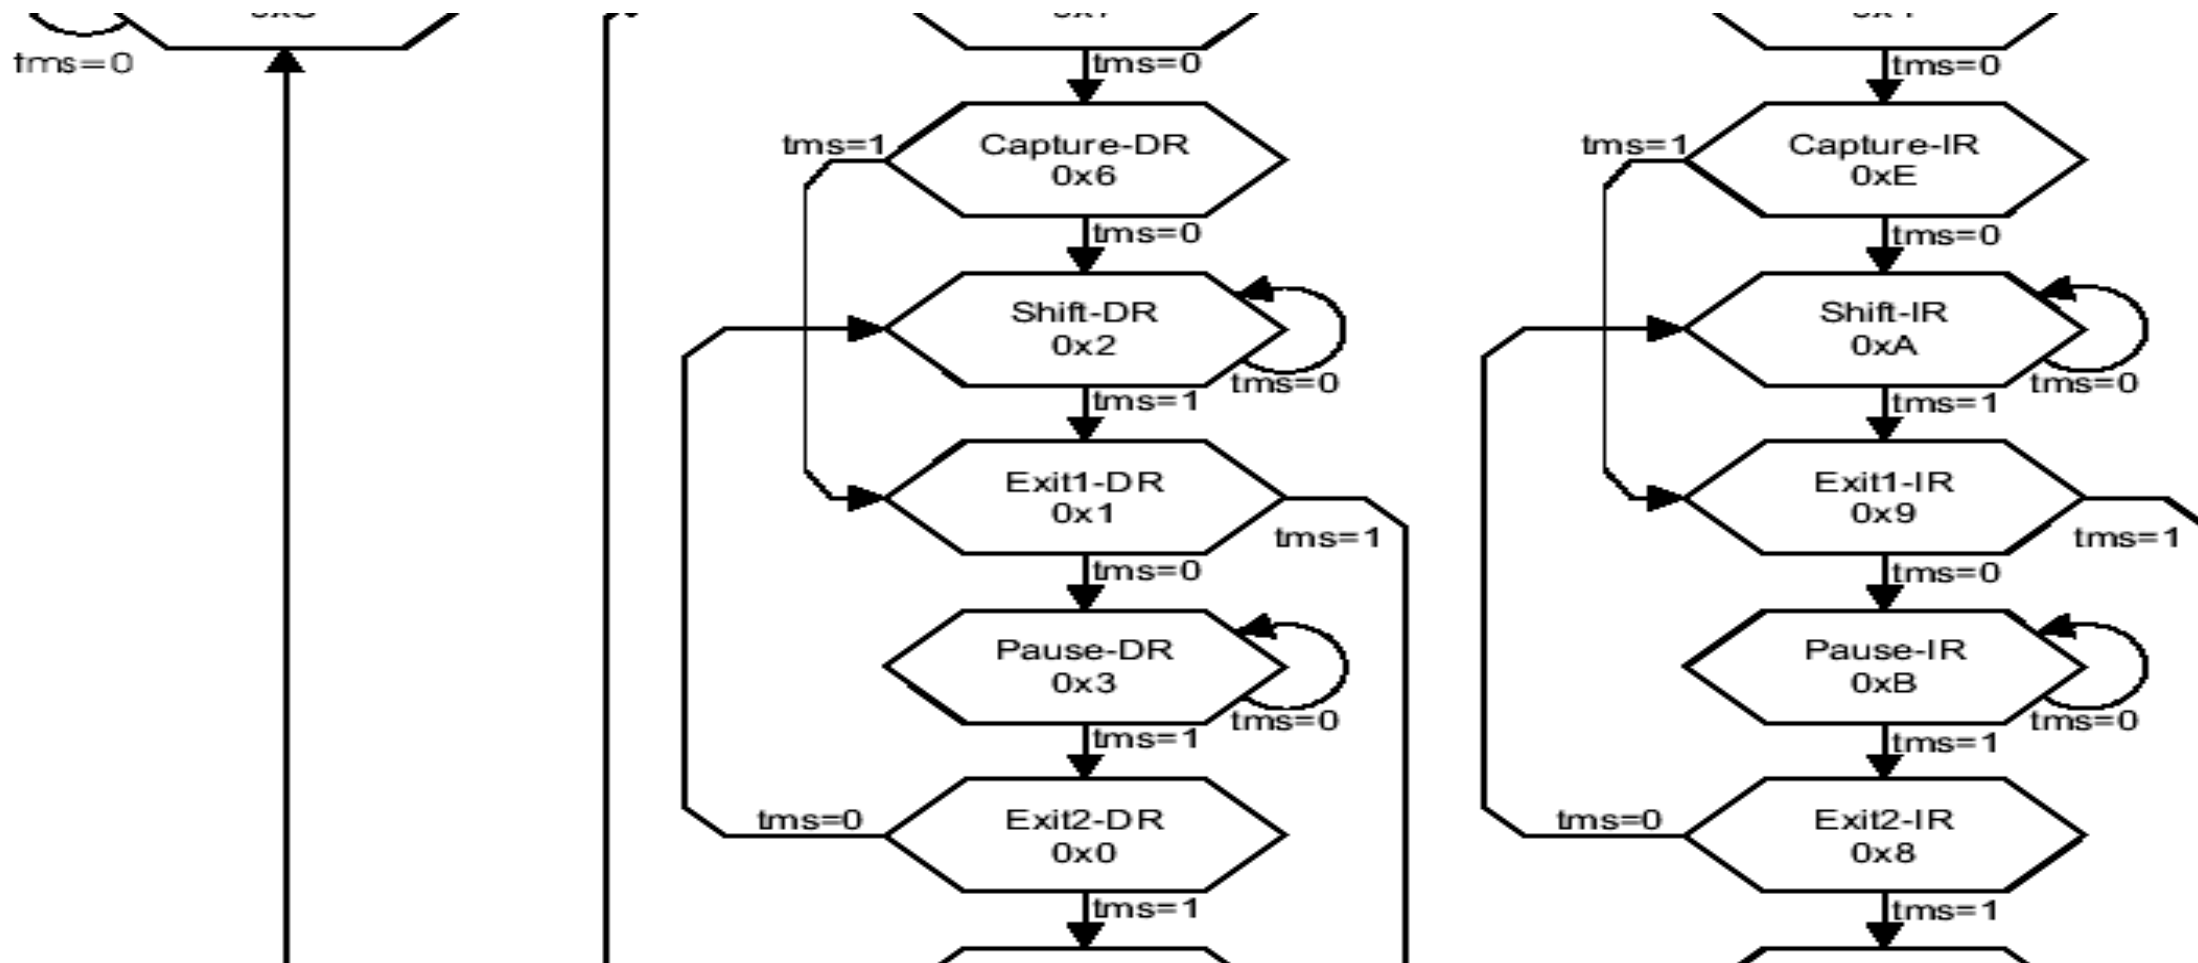 tms=0
tms=0
tms=0
tms=1
Capture-DR
0x6
tms=1
Capture-IR
0xE
tms=0
tms=0
Shift-DR
0x2
tms=0
Shift-IR
0xA
tms=0
tms=1
tms=1
Exit1-DR
0x1
tms=1
Exit1-IR
0x9
tms=1
tms=0
tms=0
Pause-DR
0x3
tms=0
Pause-IR
0xB
tms=0
tms=1
tms=1
tms=0
Exit2-DR
0x0
tms=0
Exit2-IR
0x8
tms=1
tms=1